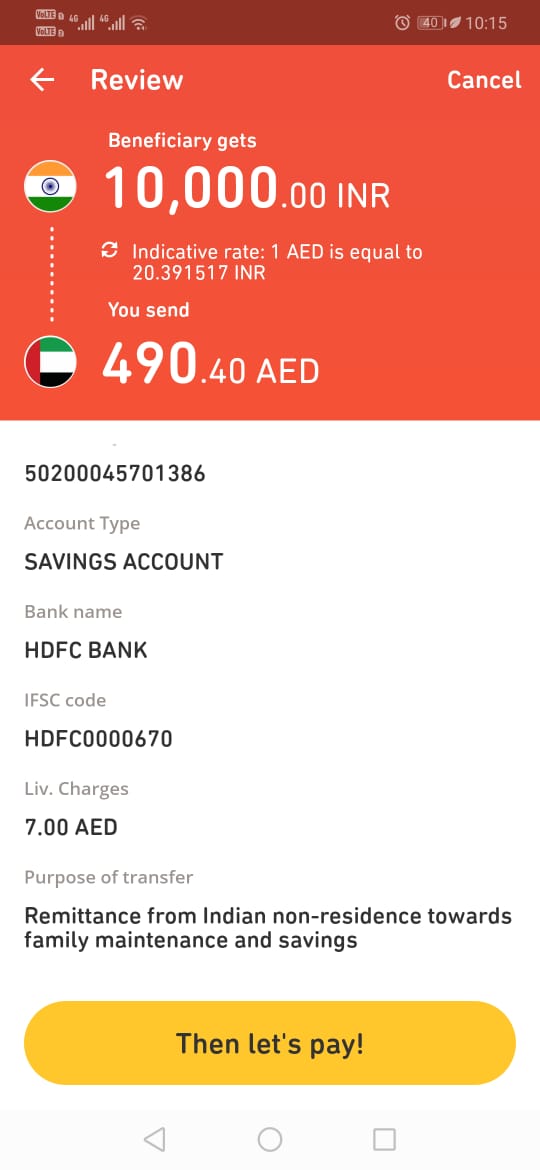 VoLTE 1 4G 4G
VoLTE 2
40 10:15
Review
Cancel
Beneficiary gets
10,000.00 INR
Indicative rate: 1 AED is equal to
20.391517 INR
You send
490.40 AED
50200045701386
Account Type
SAVINGS ACCOUNT
Bank name
HDFC BANK
IFSC code
HDFC0000670
Liv. Charges
7.00 AED
Purpose of transfer
Remittance from Indian non-residence towards
family maintenance and savings
Then let's pay!